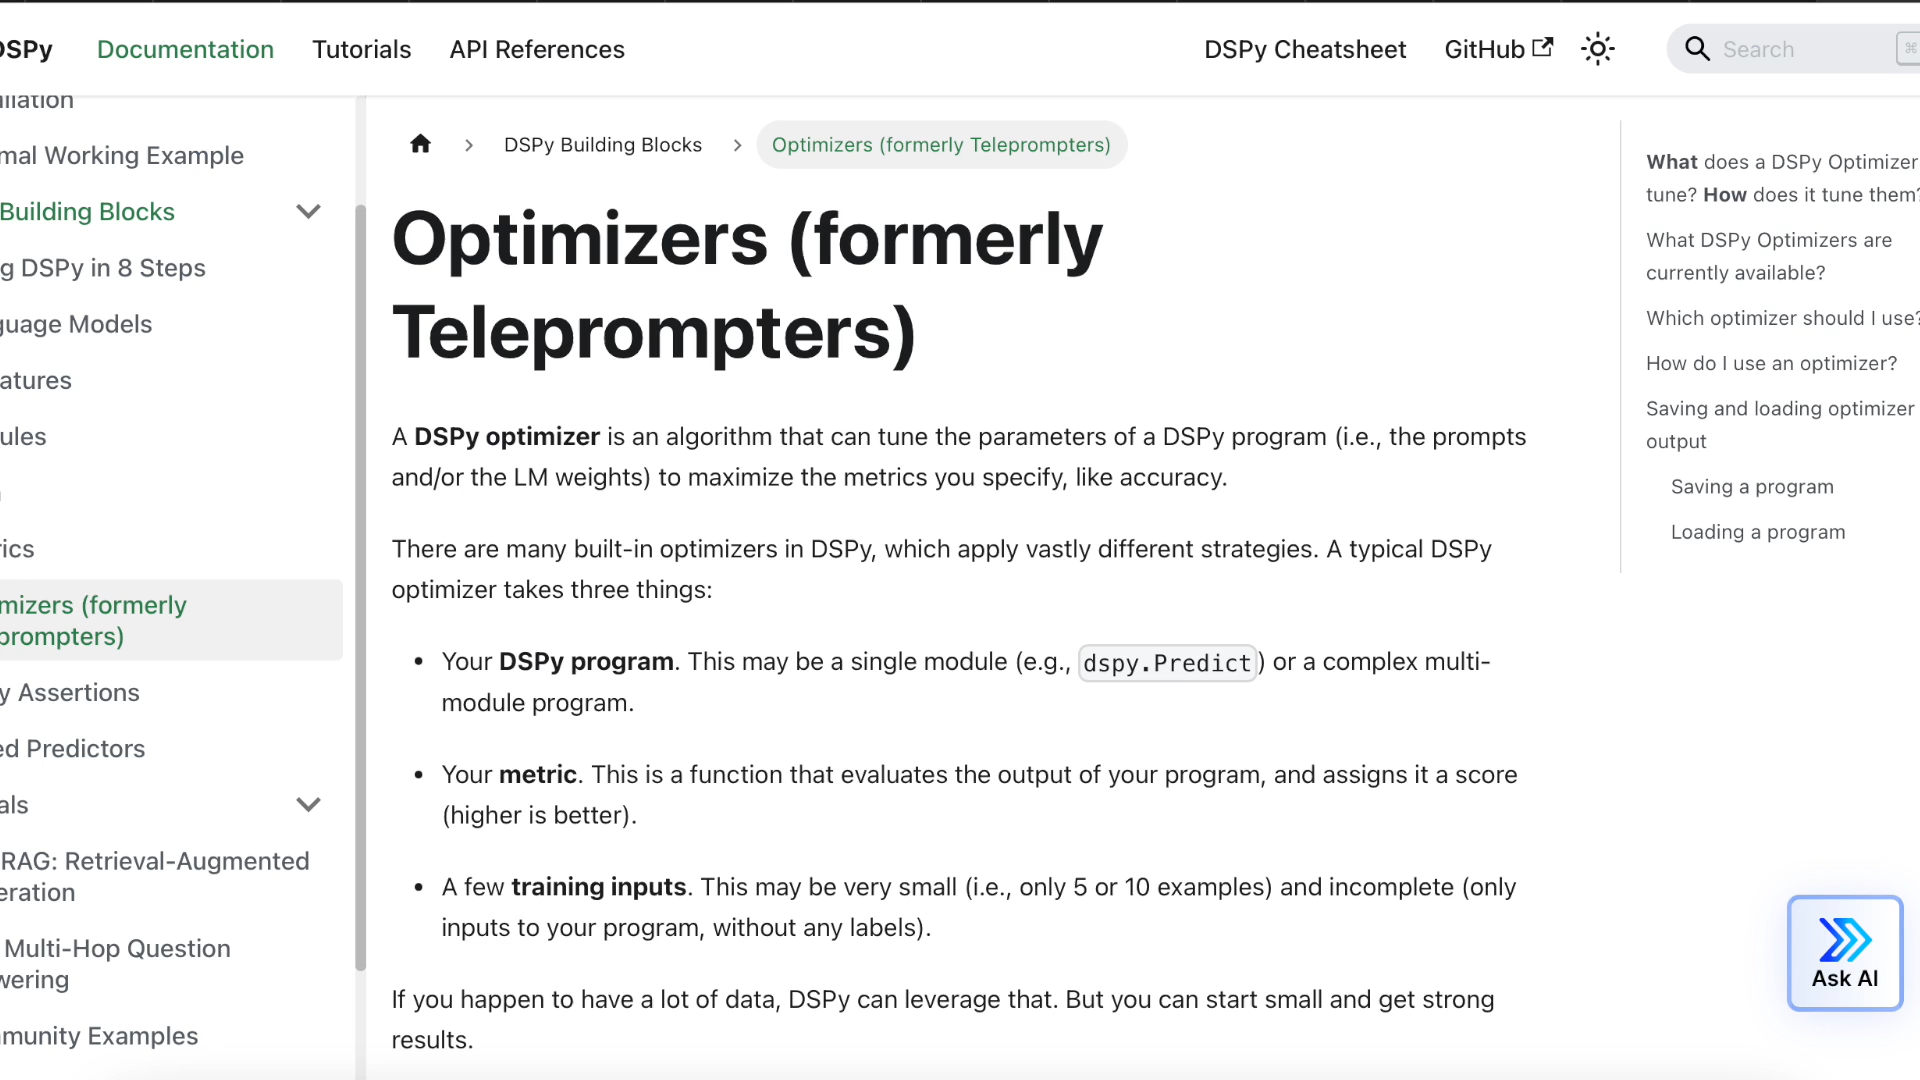 DSPy Documentation Tutorials API References DSPy Cheatsheet GitHub Search
mal Working Example
Building Blocks
g DSPy in 8 Steps
guage Models
atures
ules
rics
mizers (formerly
prompters)
y Assertions
ed Predictors
als
RAG: Retrieval-Augmented
eration
Multi-Hop Question
wering
munity Examples
DSPy Building Blocks
Optimizers (formerly Teleprompters)
Optimizers (formerly
Teleprompters)
A DSPy optimizer is an algorithm that can tune the parameters of a DSPy program (i.e., the prompts
and/or the LM weights) to maximize the metrics you specify, like accuracy.
There are many built-in optimizers in DSPy, which apply vastly different strategies. A typical DSPy
optimizer takes three things:
• Your DSPy program. This may be a single module (e.g., dspy.Predict) or a complex multi-
module program.
• Your metric. This is a function that evaluates the output of your program, and assigns it a score
(higher is better).
• A few training inputs. This may be very small (i.e., only 5 or 10 examples) and incomplete (only
inputs to your program, without any labels).
If you happen to have a lot of data, DSPy can leverage that. But you can start small and get strong
results.
What does a DSPy Optimizer
tune? How does it tune them?
What DSPy Optimizers are
currently available?
Which optimizer should I use?
How do I use an optimizer?
Saving and loading optimizer
output
Saving a program
Loading a program
Ask AI